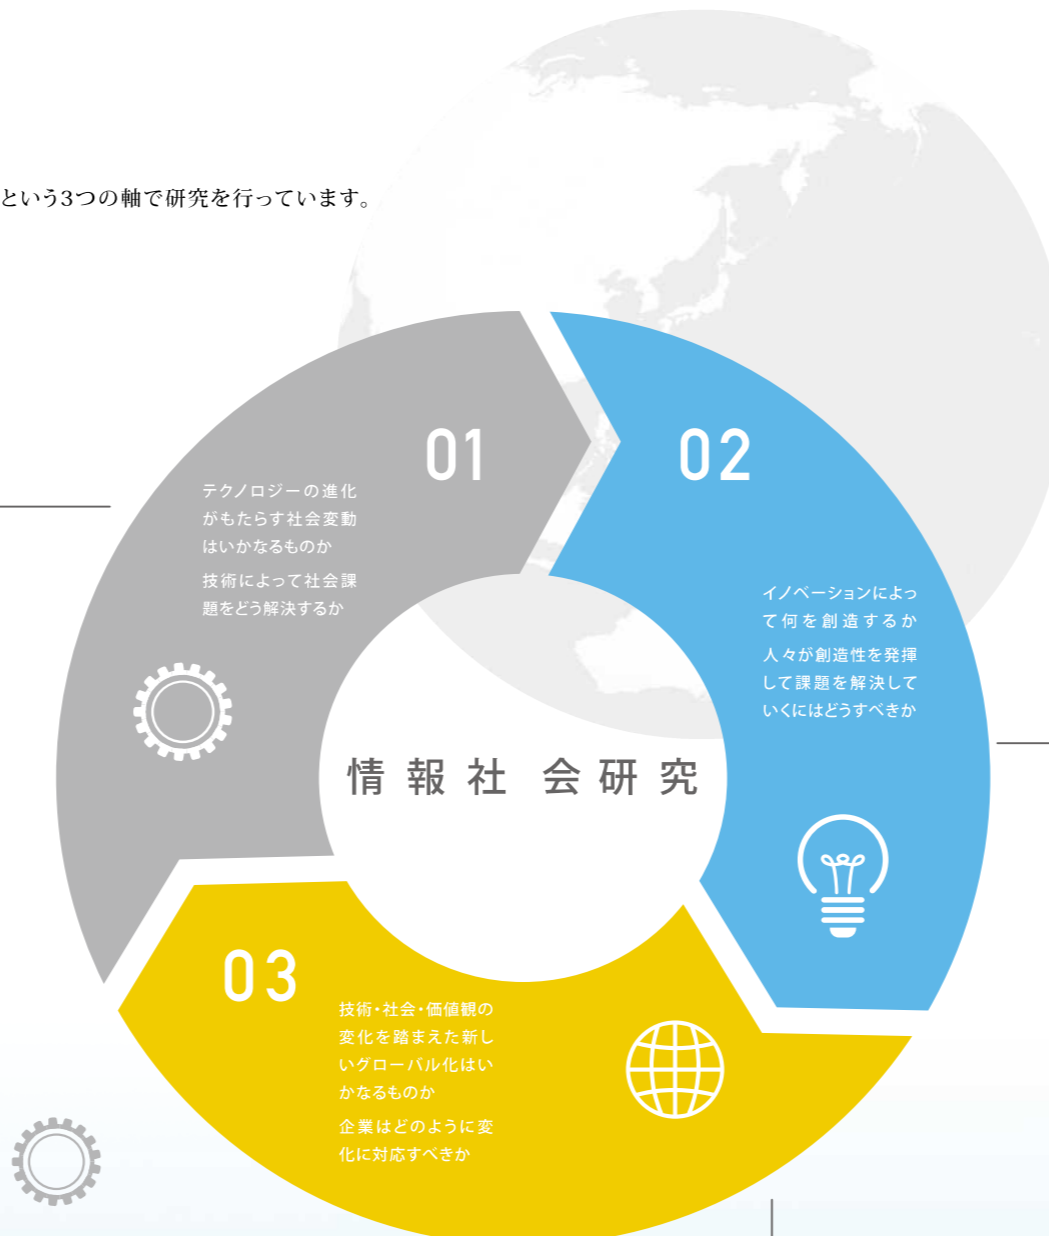 という3つの軸で研究を行っています。
01
テクノロジーの進化
がもたらす社会変動
はいかなるものか
技術によって社会課
題をどう解決するか
02
イノベーションによっ
て何を創造するか
人々が創造性を発揮
して課題を解決して
いくにはどうすべきか
情報社会研究
03
技術・社会・価値観の
変化を踏まえた新し
いグローバル化はい
かなるものか
企業はどのように変
化に対応すべきか